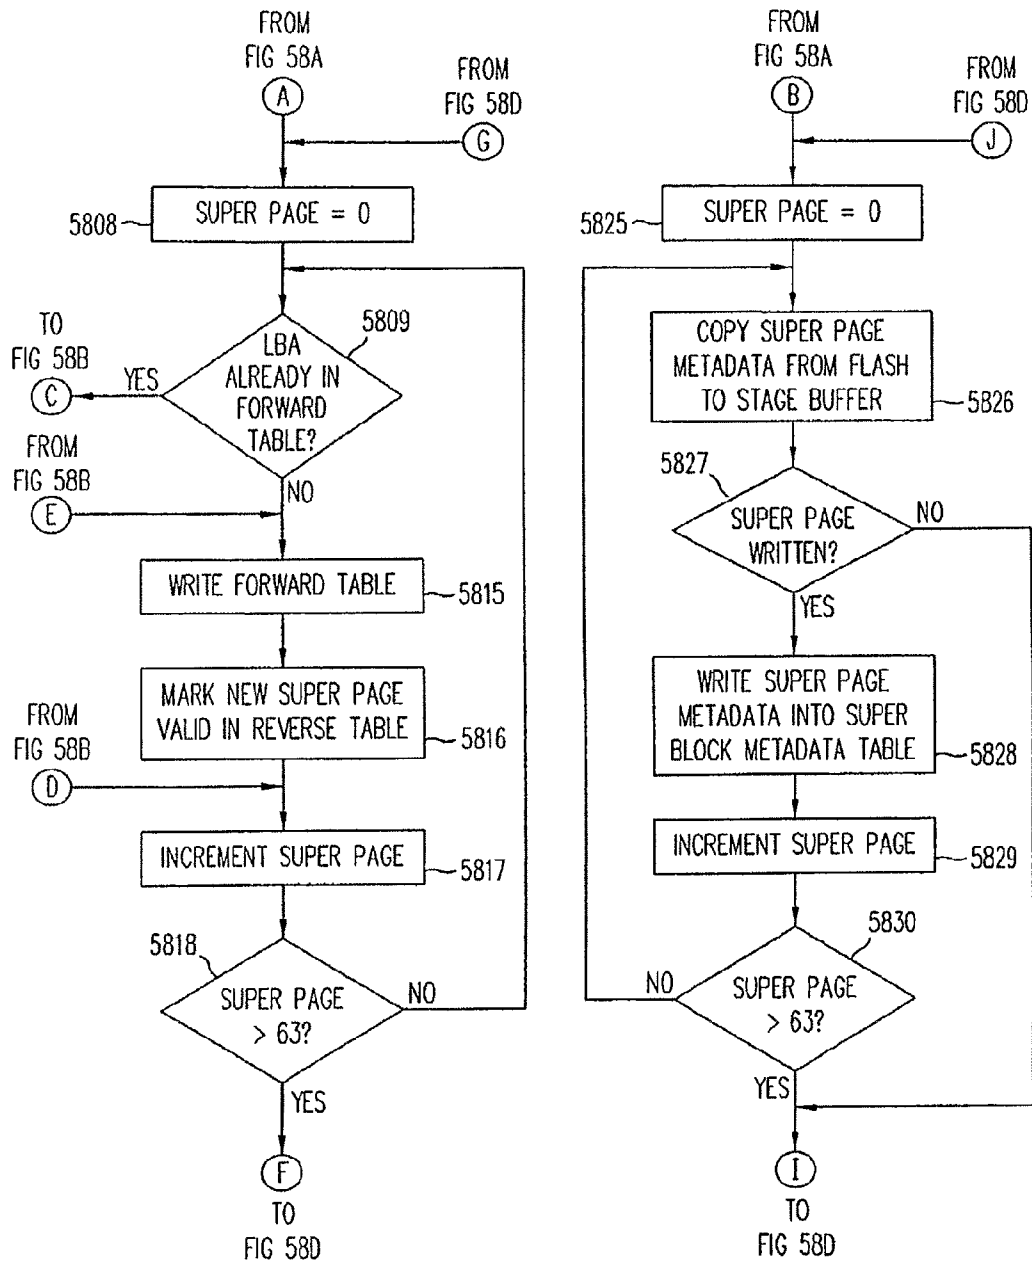 FROM
FIG 58A
A
FROM
FIG 58D
G
5808
SUPER PAGE = 0
5809
LBA
ALREADY IN
FORWARD
TABLE?
TO
FIG 58B
C
YES
NO
FROM
FIG 58B
E
WRITE FORWARD TABLE
5815
MARK NEW SUPER PAGE
VALID IN REVERSE TABLE
5816
FROM
FIG 58B
D
INCREMENT SUPER PAGE
5817
5818
SUPER PAGE
> 63?
NO
YES
F
TO
FIG 58D
FROM
FIG 58A
B
FROM
FIG 58D
J
5825
SUPER PAGE = 0
COPY SUPER PAGE
METADATA FROM FLASH
TO STAGE BUFFER
5826
5827
SUPER PAGE
WRITTEN?
NO
YES
WRITE SUPER PAGE
METADATA INTO SUPER
BLOCK METADATA TABLE
5828
INCREMENT SUPER PAGE
5829
5830
SUPER PAGE
> 63?
NO
YES
I
TO
FIG 58D